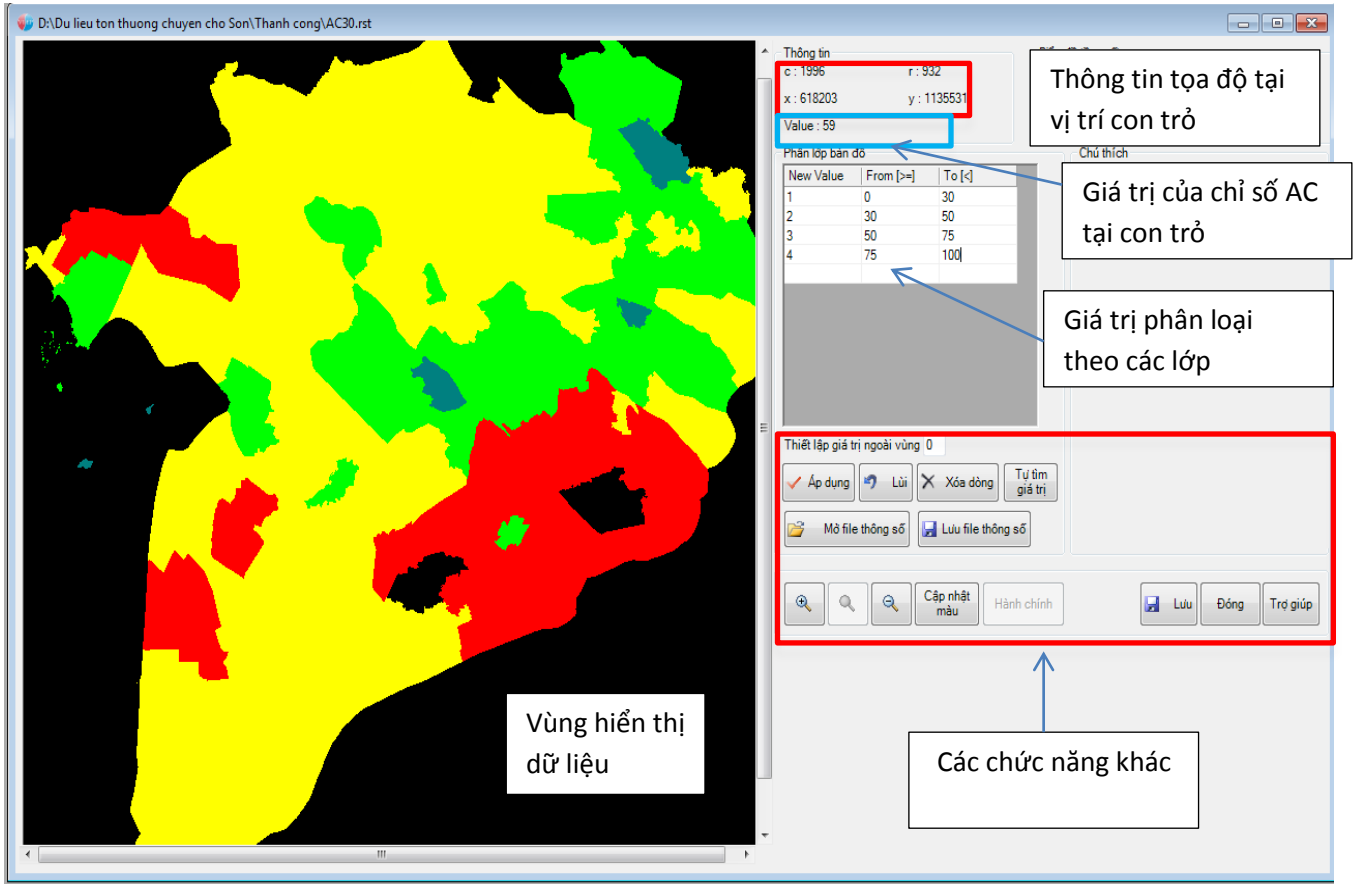 D:\Du lieu ton thuong chuyen cho Son\Thanh cong\AC30.rst
Thông tin
c : 1996 r : 932
x : 618203 y : 1135531
Value : 59
Thông tin tọa độ tại
vị trí con trỏ
Phân lớp bản đồ
Chú thích
New Value From [>=] To [<]
1 0 30
2 30 50
3 50 75
4 75 100
Giá trị của chỉ số AC
tại con trỏ
Giá trị phân loại
theo các lớp
Thiết lập giá trị ngoài vùng 0
Áp dụng Lùi Xóa dòng Tự tìm
giá trị
Mở file thông số Lưu file thông số
Cập nhật
màu
Hành chính Lưu Đóng Trợ giúp
Vùng hiển thị
dữ liệu
Các chức năng khác